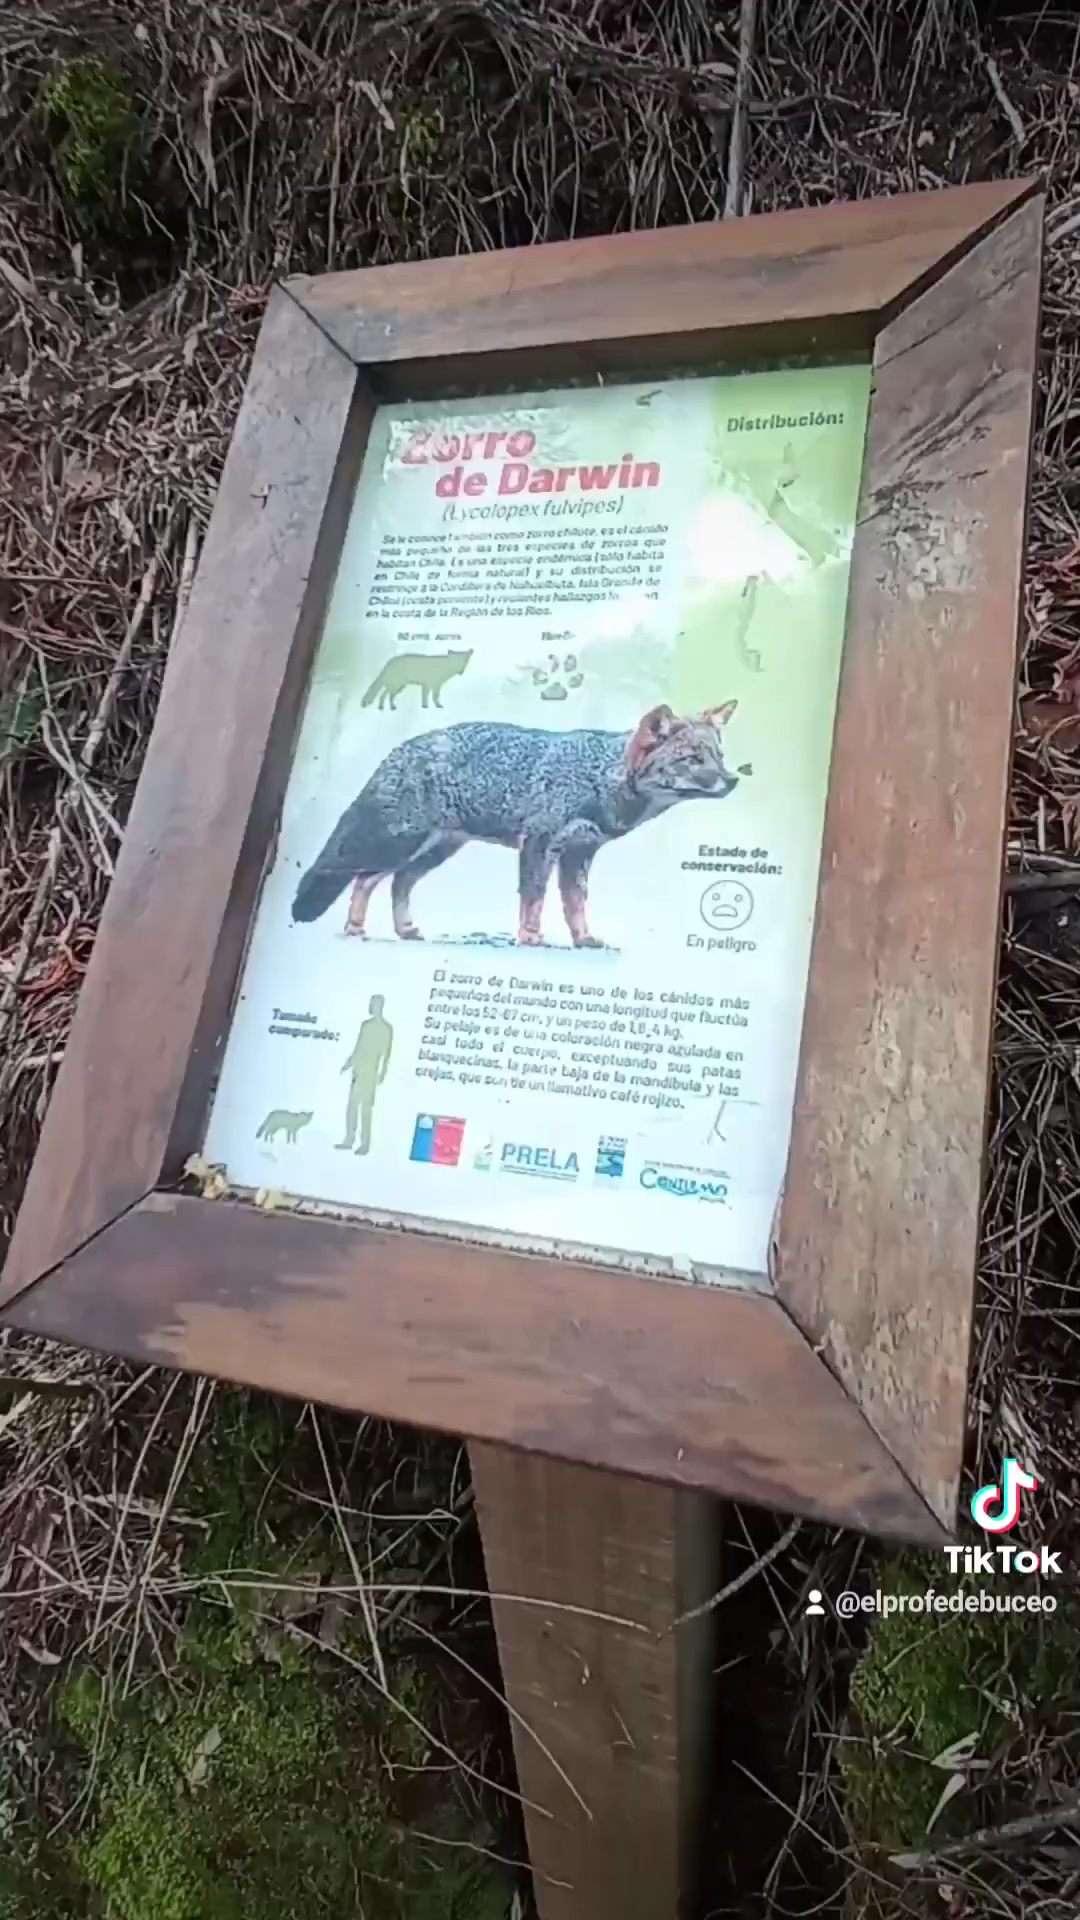 Zorro
de Darwin
(Lycalopex fulvipes)
Distribución:
Se le conoce también como zorro chilote, es el cánido
más pequeño de las tres especies de zorros que
habitan Chile. Es una especie endémica (sólo habita
en Chile de forma natural) y su distribución se
restringe a la Cordillera de Nahuelbuta, Isla Grande de
Chiloé (costa poniente) y recientes hallazgos lo
en la costa de la Región de los Ríos.
90 cms. aprox
Huella
Estado de
conservación:
En peligro
El zorro de Darwin es uno de los cánidos más
pequeños del mundo con una longitud que fluctúa
entre los 52-67 cm, y un peso de 1,8_4 kg.
Su pelaje es de una coloración negra azulada en
casi todo el cuerpo, exceptuando sus patas
blanquecinas, la parte baja de la mandíbula y las
orejas, que son de un llamativo café rojizo.
Tamaño
comparado:
PRELA
Contulmo
TikTok
@elprofedebuceo